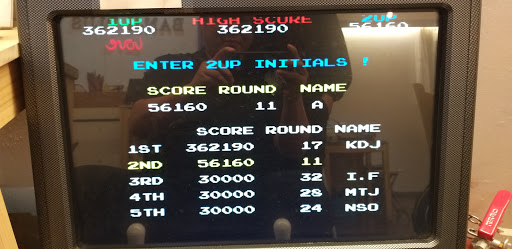 1UP HIGH SCORE 2UP
362190 362190 56160
ENTER 2UP INITIALS !
SCORE ROUND NAME
56160 11 A
SCORE ROUND NAME
1ST 362190 17 KDJ
2ND 56160 11
3RD 30000 32 I.F
4TH 30000 28 MTJ
5TH 30000 24 NSO